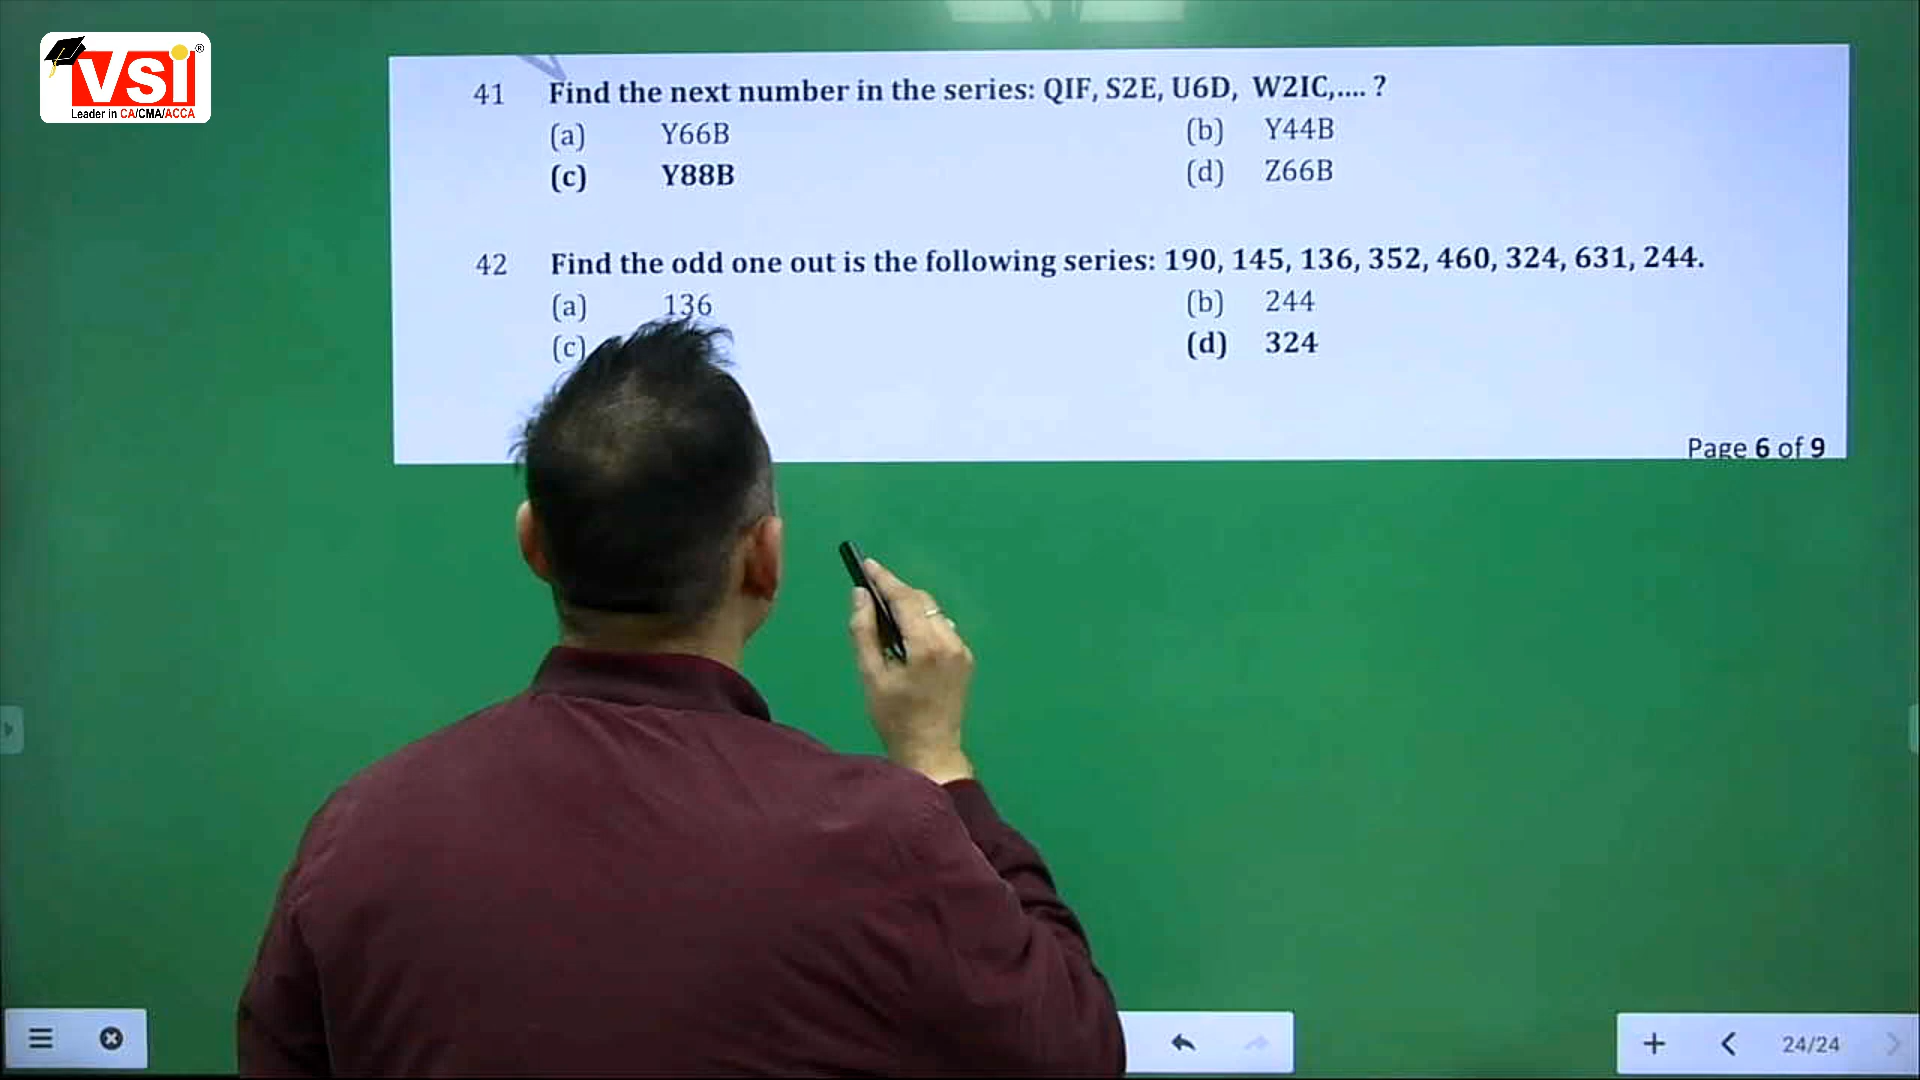 VSI®
Leader in CA/CMA/ACCA
41 Find the next number in the series: QIF, S2E, U6D, W2IC,.... ?
(a) Y66B (b) Y44B
(c) Y88B (d) Z66B
42 Find the odd one out is the following series: 190, 145, 136, 352, 460, 324, 631, 244.
(a) 136 (b) 244
(c) (d) 324
Page 6 of 9
24/24